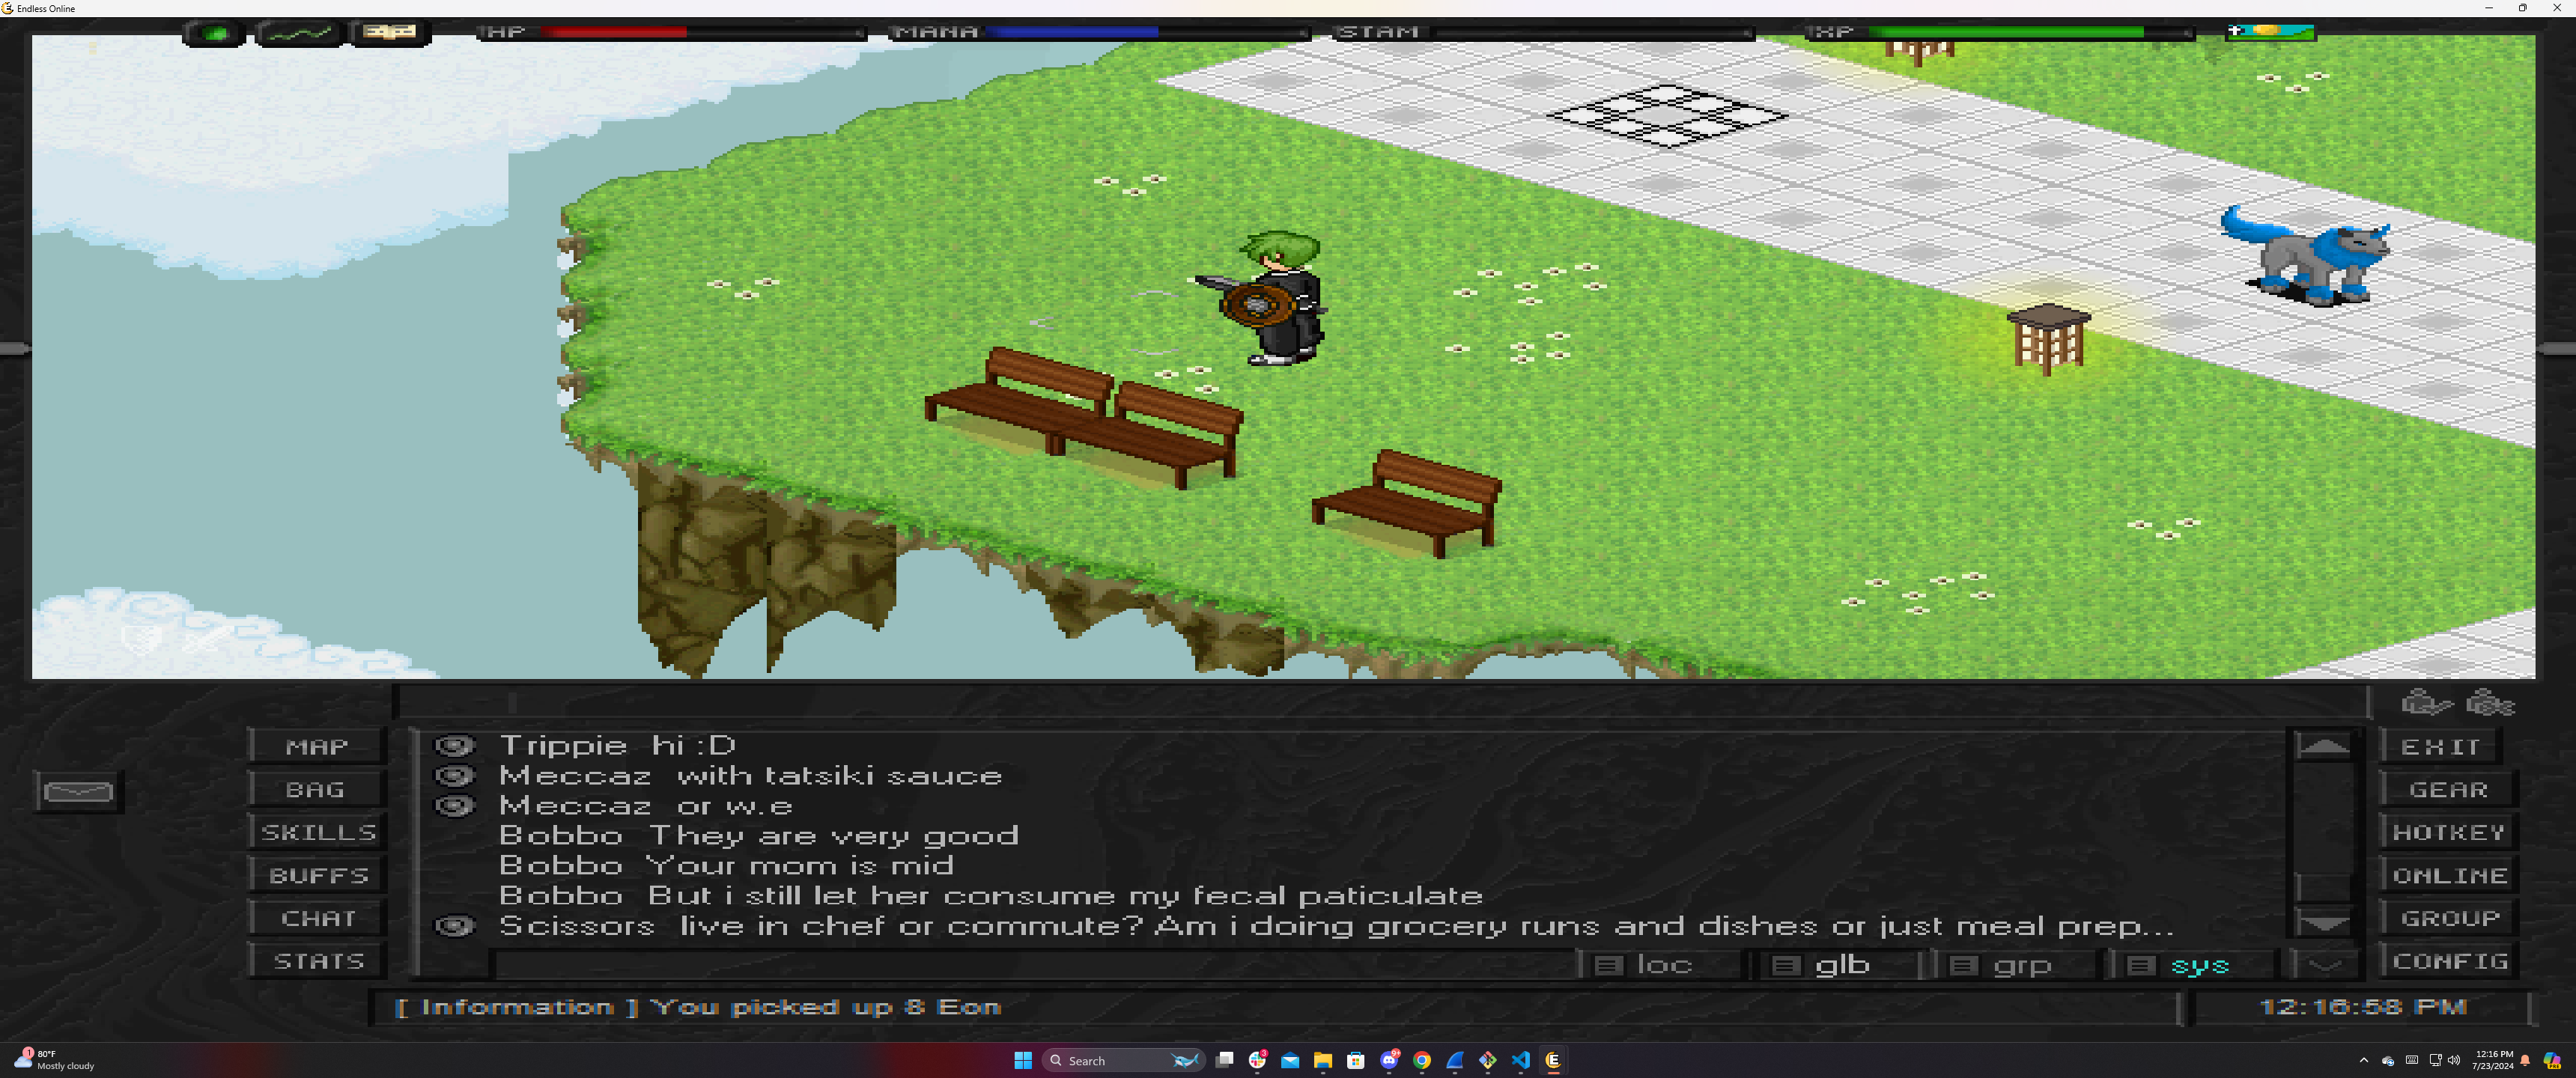 Endless Online
HP
MANA
STAM
XP
Trippie hi :D
Meccaz with tatsiki sauce
Meccaz or w.e
Bobbo They are very good
Bobbo Your mom is mid
Bobbo But i still let her consume my fecal paticulate
Scissors live in chef or commute? Am i doing grocery runs and dishes or just meal prep...
MAP
BAG
SKILLS
BUFFS
CHAT
STATS
EXIT
GEAR
HOTKEY
ONLINE
GROUP
CONFIG
loc
glb
grp
sys
[ Information ] You picked up 8 Eon
12:16:58 PM
1
80°F
Mostly cloudy
Search
3
9+
E
12:16 PM
7/23/2024
PRE